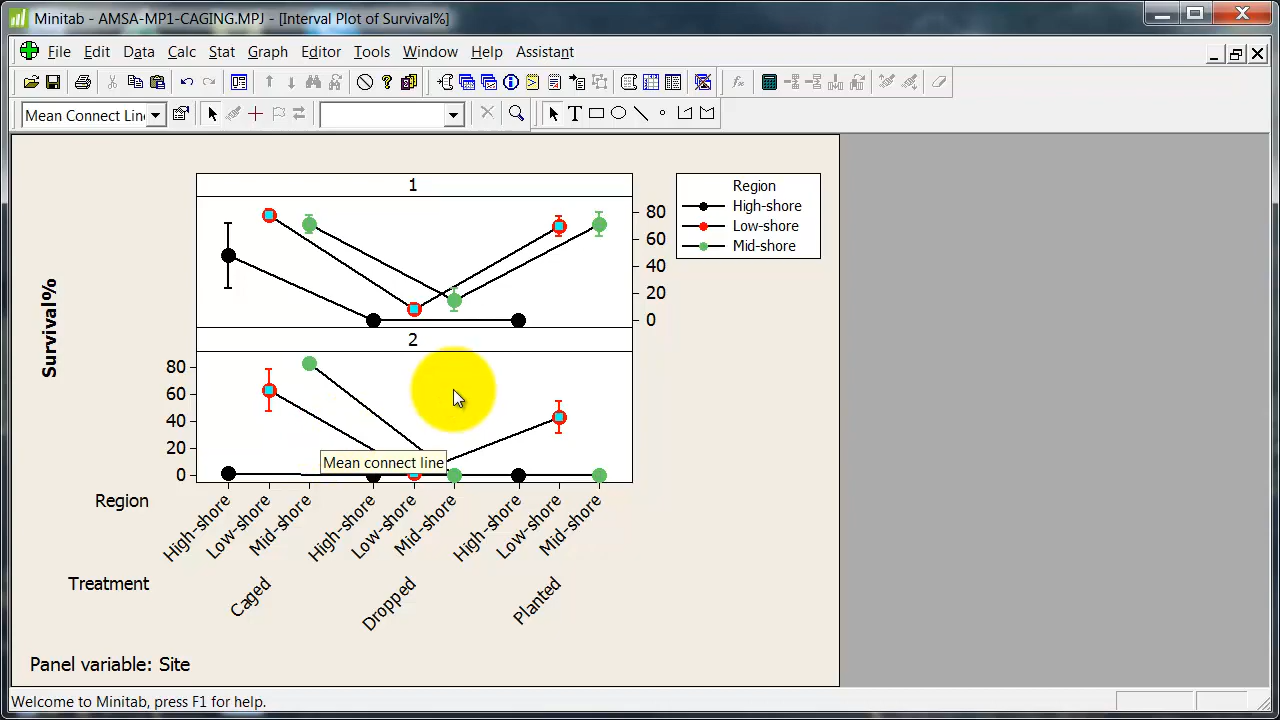 Minitab - AMSA-MP1-CAGING.MPJ - [Interval Plot of Survival%]
File Edit Data Calc Stat Graph Editor Tools Window Help Assistant
Mean Connect Lin
1
80
60
40
20
0
Region
High-shore
Low-shore
Mid-shore
Survival%
2
80
60
40
20
0
Mean connect line
Region
High-shore Low-shore Mid-shore High-shore Low-shore Mid-shore High-shore Low-shore Mid-shore
Treatment
Caged Dropped Planted
Panel variable: Site
Welcome to Minitab, press F1 for help.